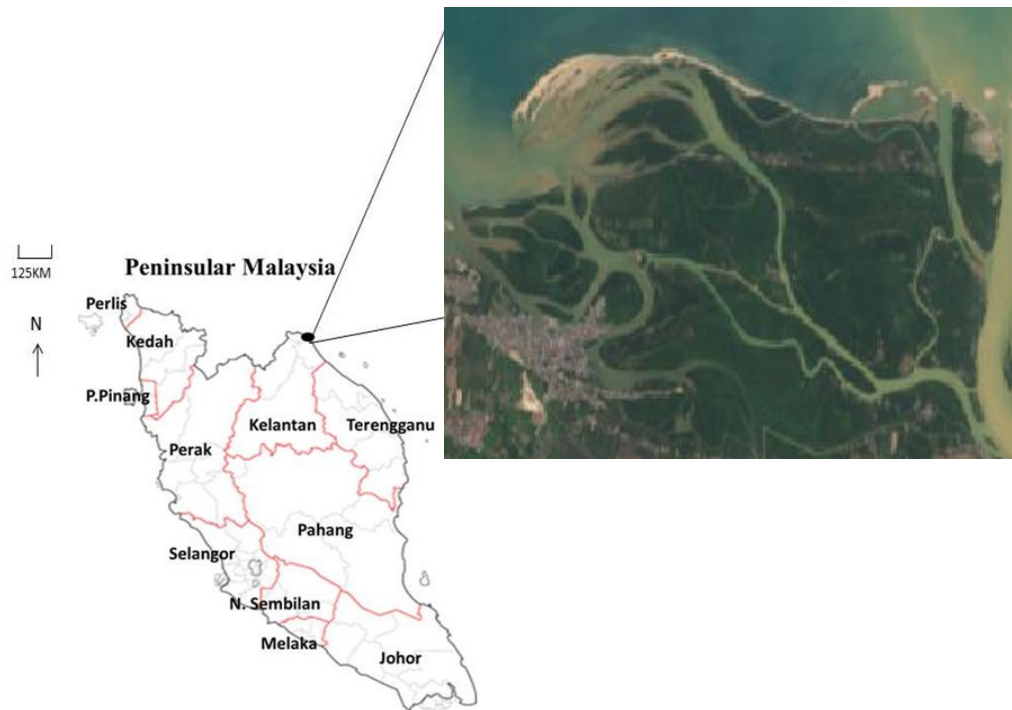 125KM
Peninsular Malaysia
N
Perlis
Kedah
P.Pinang
Kelantan
Terengganu
Perak
Pahang
Selangor
N. Sembilan
Melaka
Johor